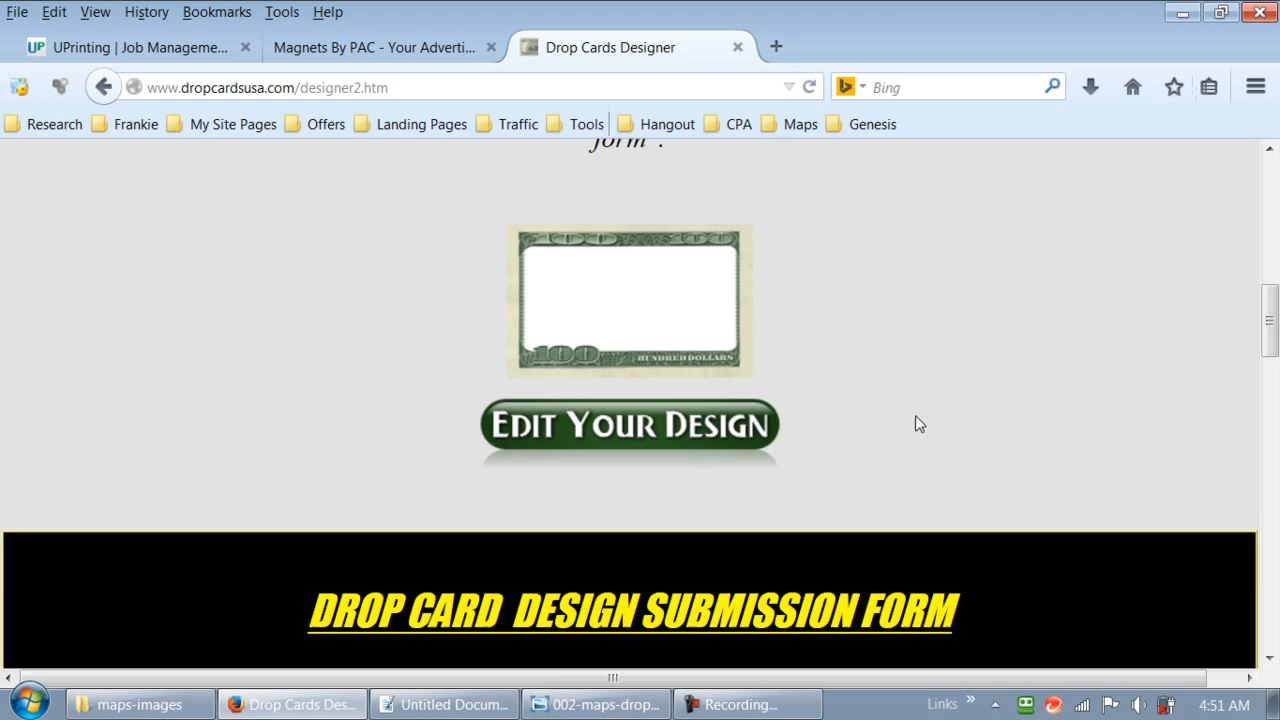 File Edit View History Bookmarks Tools Help
UP UPrinting | Job Manageme... Magnets By PAC - Your Adverti... Drop Cards Designer
www.dropcardsusa.com/designer2.htm Bing
Research Frankie My Site Pages Offers Landing Pages Traffic Tools Hangout CPA Maps Genesis
form".
100 100
100 HUNDRED DOLLARS
EDIT YOUR DESIGN
DROP CARD DESIGN SUBMISSION FORM
maps-images Drop Cards Des... Untitled Docum... 002-maps-drop... Recording... Links » 4:51 AM